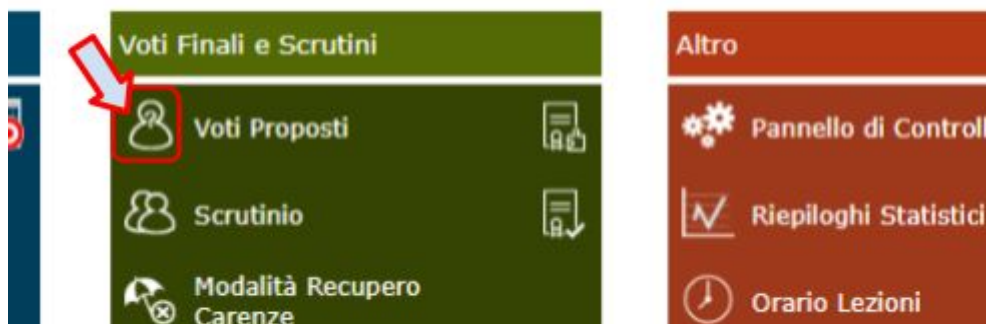 Voti Finali e Scrutini
Voti Proposti
Scrutinio
Modalità Recupero
Carenze
Altro
Pannello di Controll
Riepiloghi Statistici
Orario Lezioni